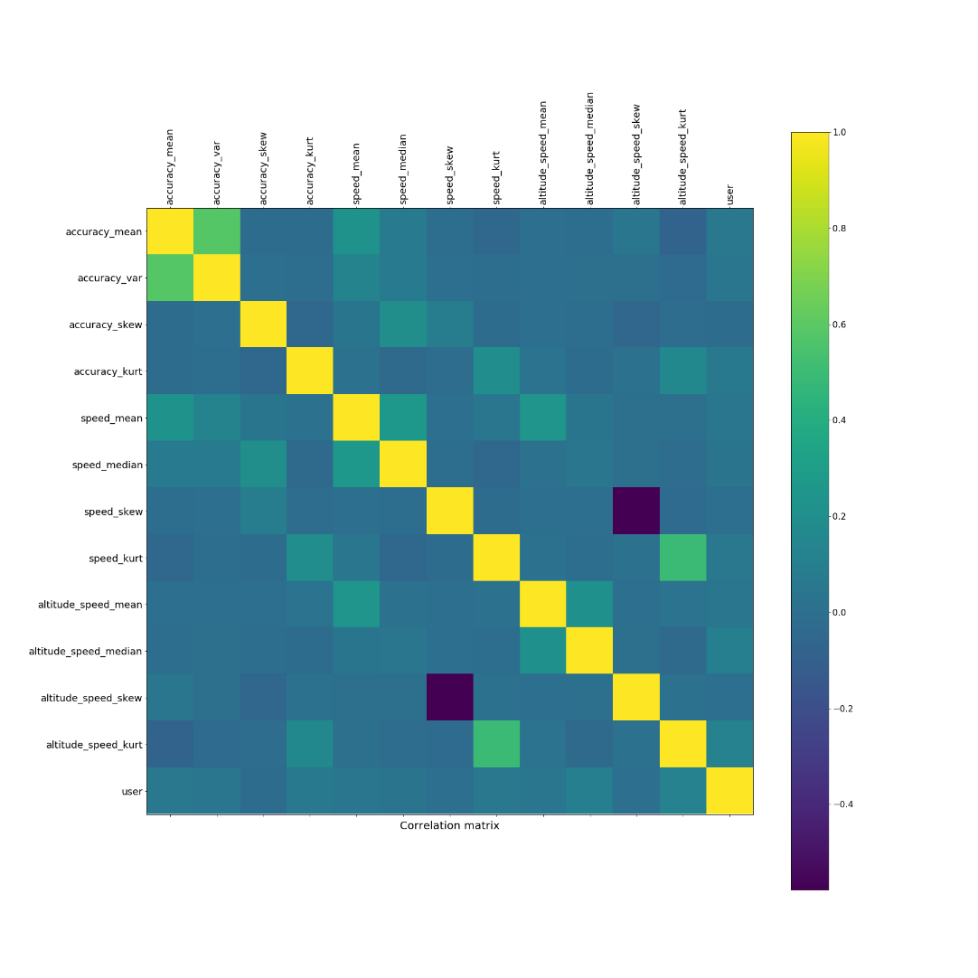 accuracy_mean
accuracy_var
accuracy_skew
accuracy_kurt
speed_mean
speed_median
speed_skew
speed_kurt
altitude_speed_mean
altitude_speed_median
altitude_speed_skew
altitude_speed_kurt
user
accuracy_mean
accuracy_var
accuracy_skew
accuracy_kurt
speed_mean
speed_median
speed_skew
speed_kurt
altitude_speed_mean
altitude_speed_median
altitude_speed_skew
altitude_speed_kurt
user
Correlation matrix
1.0
0.8
0.6
0.4
0.2
0.0
−0.2
−0.4